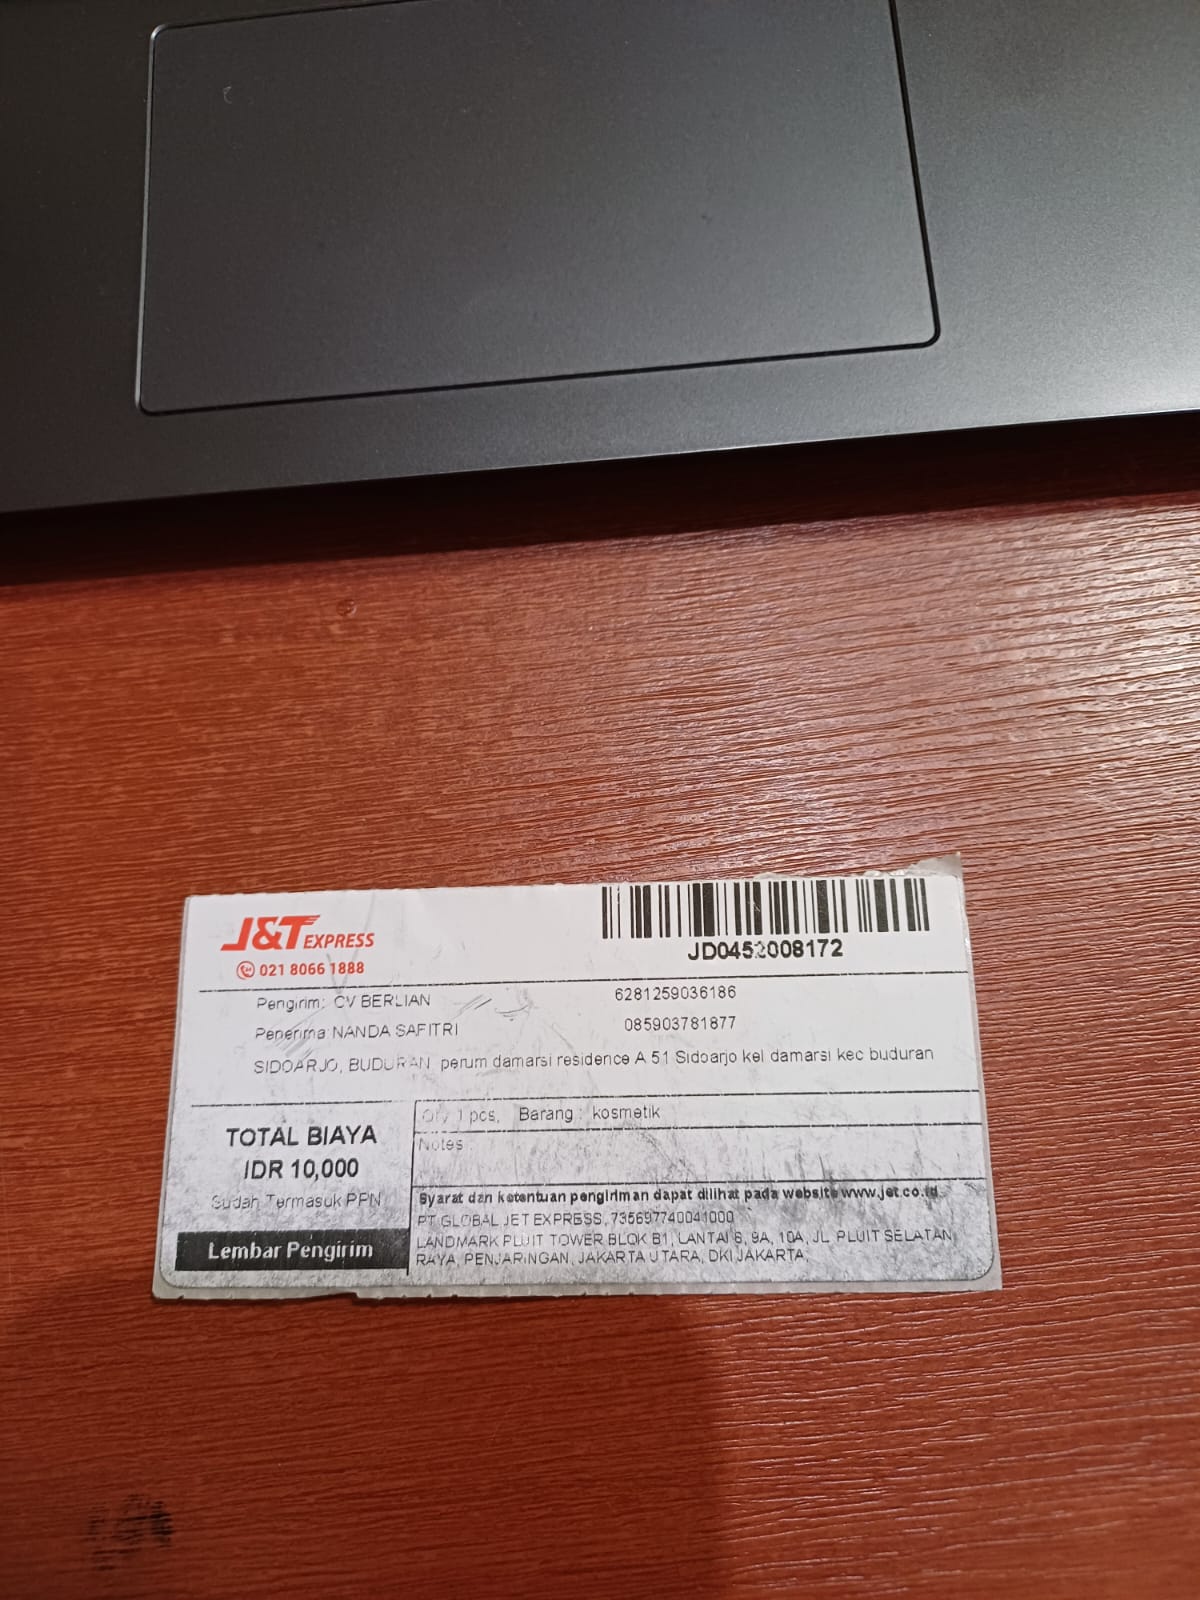 J&T EXPRESS
021 8066 1888
JD0452008172
Pengirim: CV BERLIAN 6281259036186
Penerima: NANDA SAFITRI 085903781877
SIDOARJO, BUDURAN perum damarsi residence A 51 Sidoarjo kel damarsi kec buduran
TOTAL BIAYA
IDR 10,000
Sudah Termasuk PPN
Lembar Pengirim
Qty 1 pcs, Barang : kosmetik
Notes :
Syarat dan ketentuan pengiriman dapat dilihat pada website www.jet.co.id
PT GLOBAL JET EXPRESS, 735697740041000
LANDMARK PLUIT TOWER BLOK B1, LANTAI 8, 9A, 10A, JL. PLUIT SELATAN
RAYA, PENJARINGAN, JAKARTA UTARA, DKI JAKARTA,